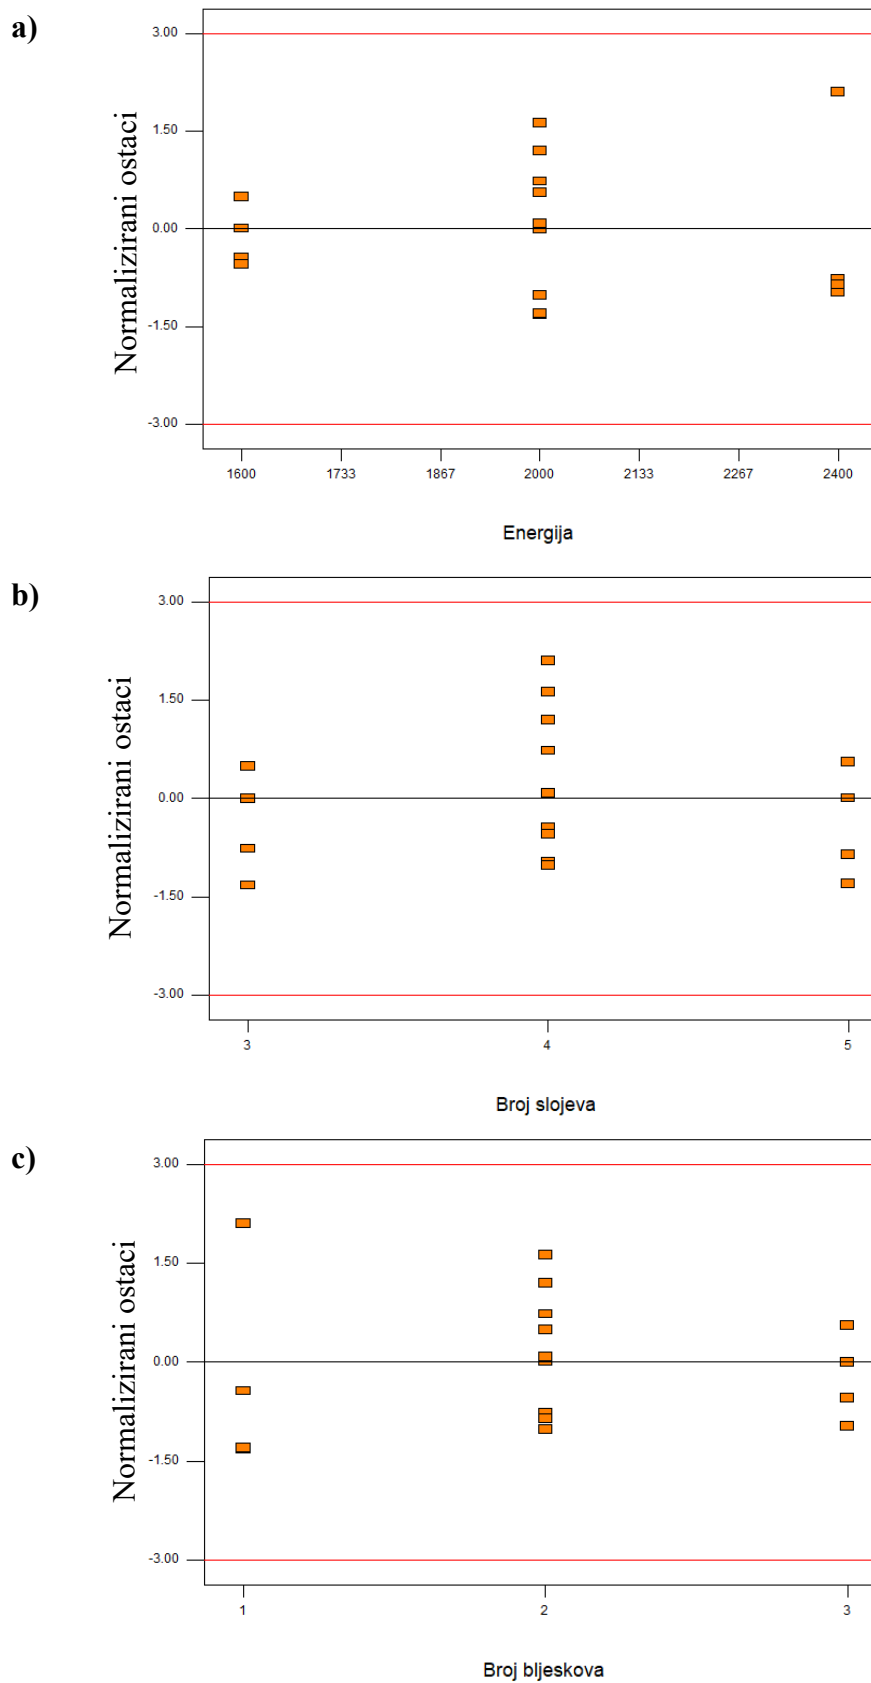 a)
Normalizirani ostaci
3.00
1.50
0.00
-1.50
-3.00
1600 1733 1867 2000 2133 2267 2400
Energija
b)
Normalizirani ostaci
3.00
1.50
0.00
-1.50
-3.00
3 4 5
Broj slojeva
c)
Normalizirani ostaci
3.00
1.50
0.00
-1.50
-3.00
1 2 3
Broj bljeskova